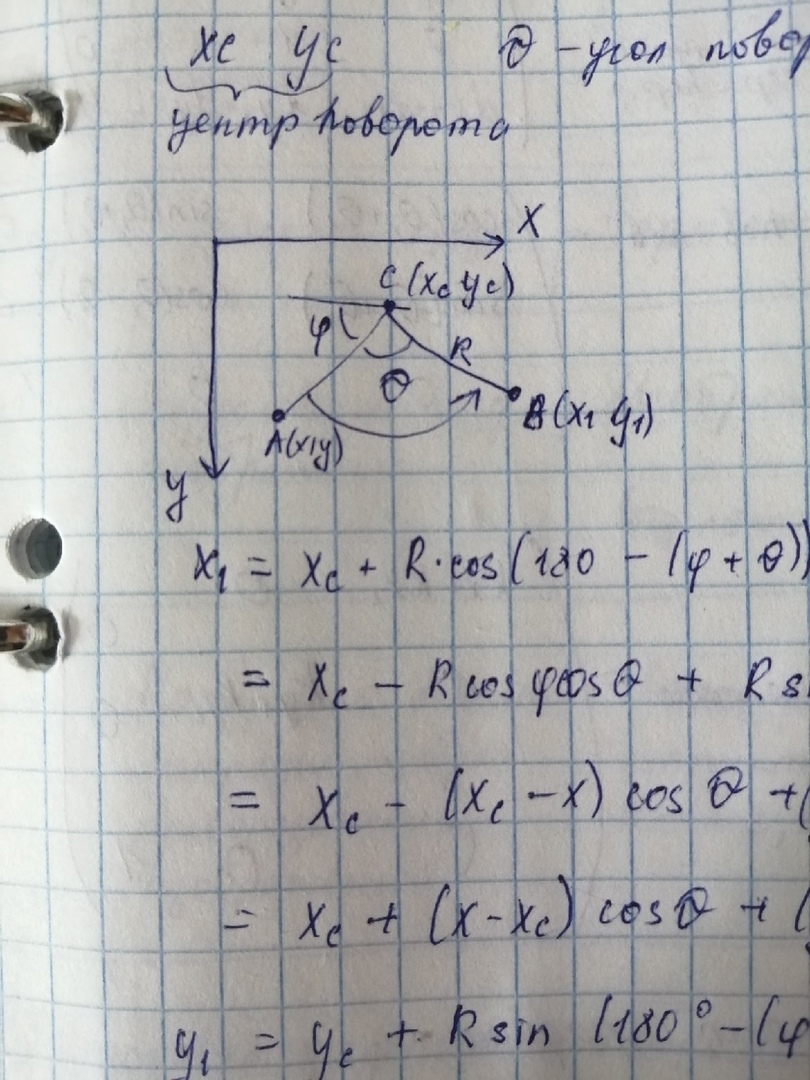 xc yc θ - угол повор
центр поворота
X
C (xc yc)
φ
R
θ
B(x1 y1)
A(x,y)
y
x1 = xc + R·cos(180 - (φ + θ))
= xc - R cos φ cos θ + R s
= xc - (xc - x) cos θ + (
= xc + (x - xc) cos θ + (
y1 = yc + R sin (180° - (φ